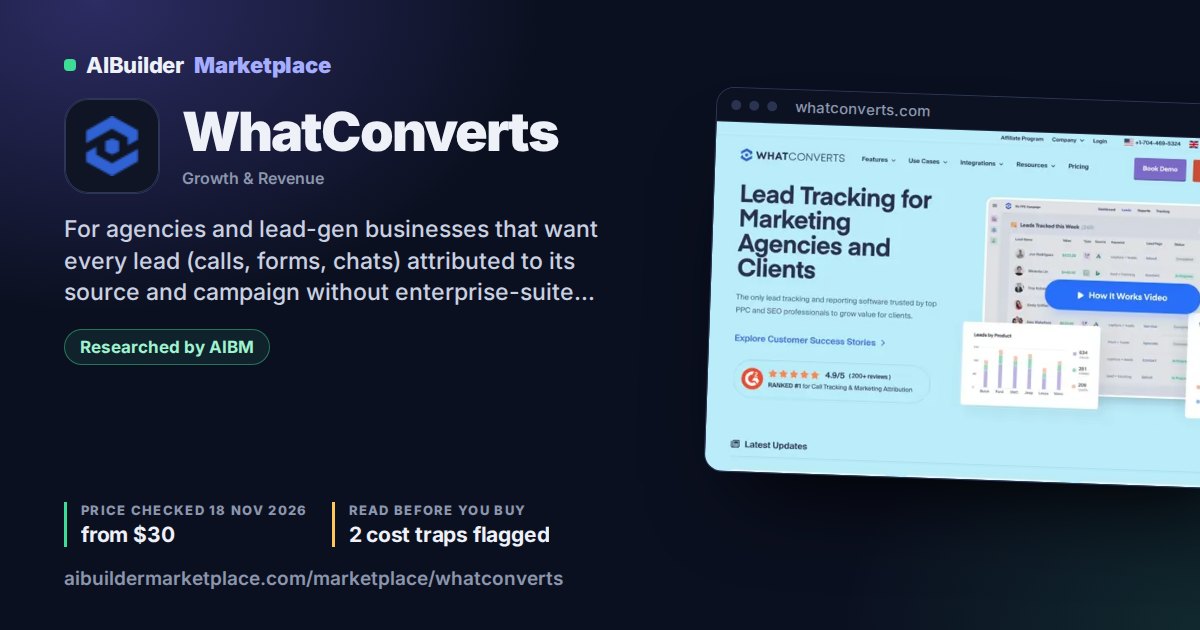 AIBuilder Marketplace
WhatConverts
Growth & Revenue
For agencies and lead-gen businesses that want
every lead (calls, forms, chats) attributed to its
source and campaign without enterprise-suite...
Researched by AIBM
PRICE CHECKED 18 NOV 2026
from $30
READ BEFORE YOU BUY
2 cost traps flagged
aibuildermarketplace.com/marketplace/whatconverts
whatconverts.com
Affiliate Program Company Login +1-704-469-5324
WHATCONVERTS Features Use Cases Integrations Resources Pricing Book Demo
Lead Tracking for
Marketing
Agencies and
Clients
The only lead tracking and reporting software trusted by top
PPC and SEO professionals to grow value for clients.
Explore Customer Success Stories
4.9/5 (200+ reviews)
RANKED #1 for Call Tracking & Marketing Attribution
Latest Updates
Leads Tracked this Week
How It Works Video
Leads by Product